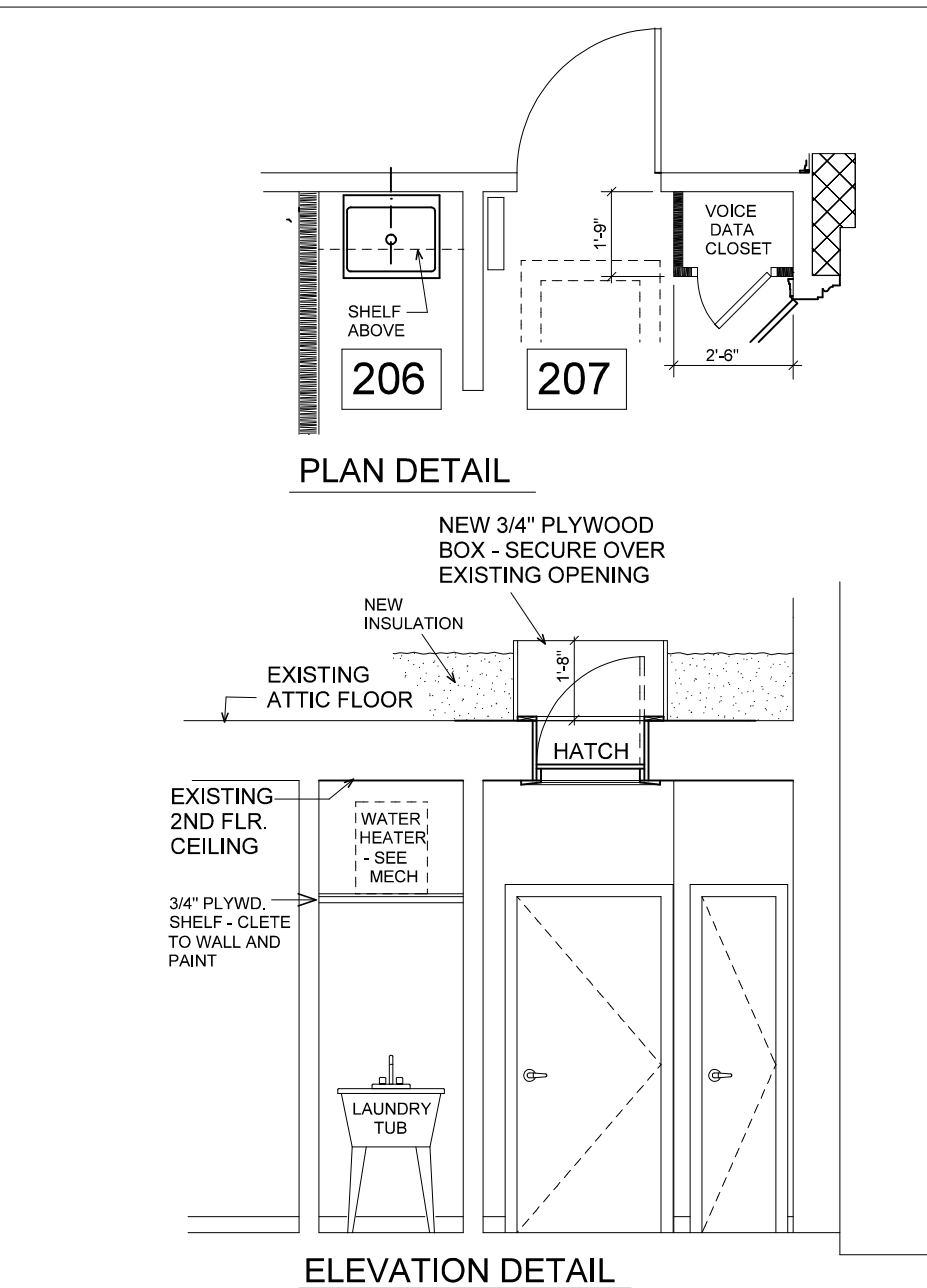 VOICE
DATA
CLOSET
1'-9"
SHELF
ABOVE
2'-6"
206
207
PLAN DETAIL
NEW 3/4" PLYWOOD
BOX - SECURE OVER
EXISTING OPENING
NEW
INSULATION
1'-8"
EXISTING
ATTIC FLOOR
HATCH
EXISTING
2ND FLR.
CEILING
WATER
HEATER
- SEE
MECH
3/4" PLYWD.
SHELF - CLETE
TO WALL AND
PAINT
LAUNDRY
TUB
ELEVATION DETAIL